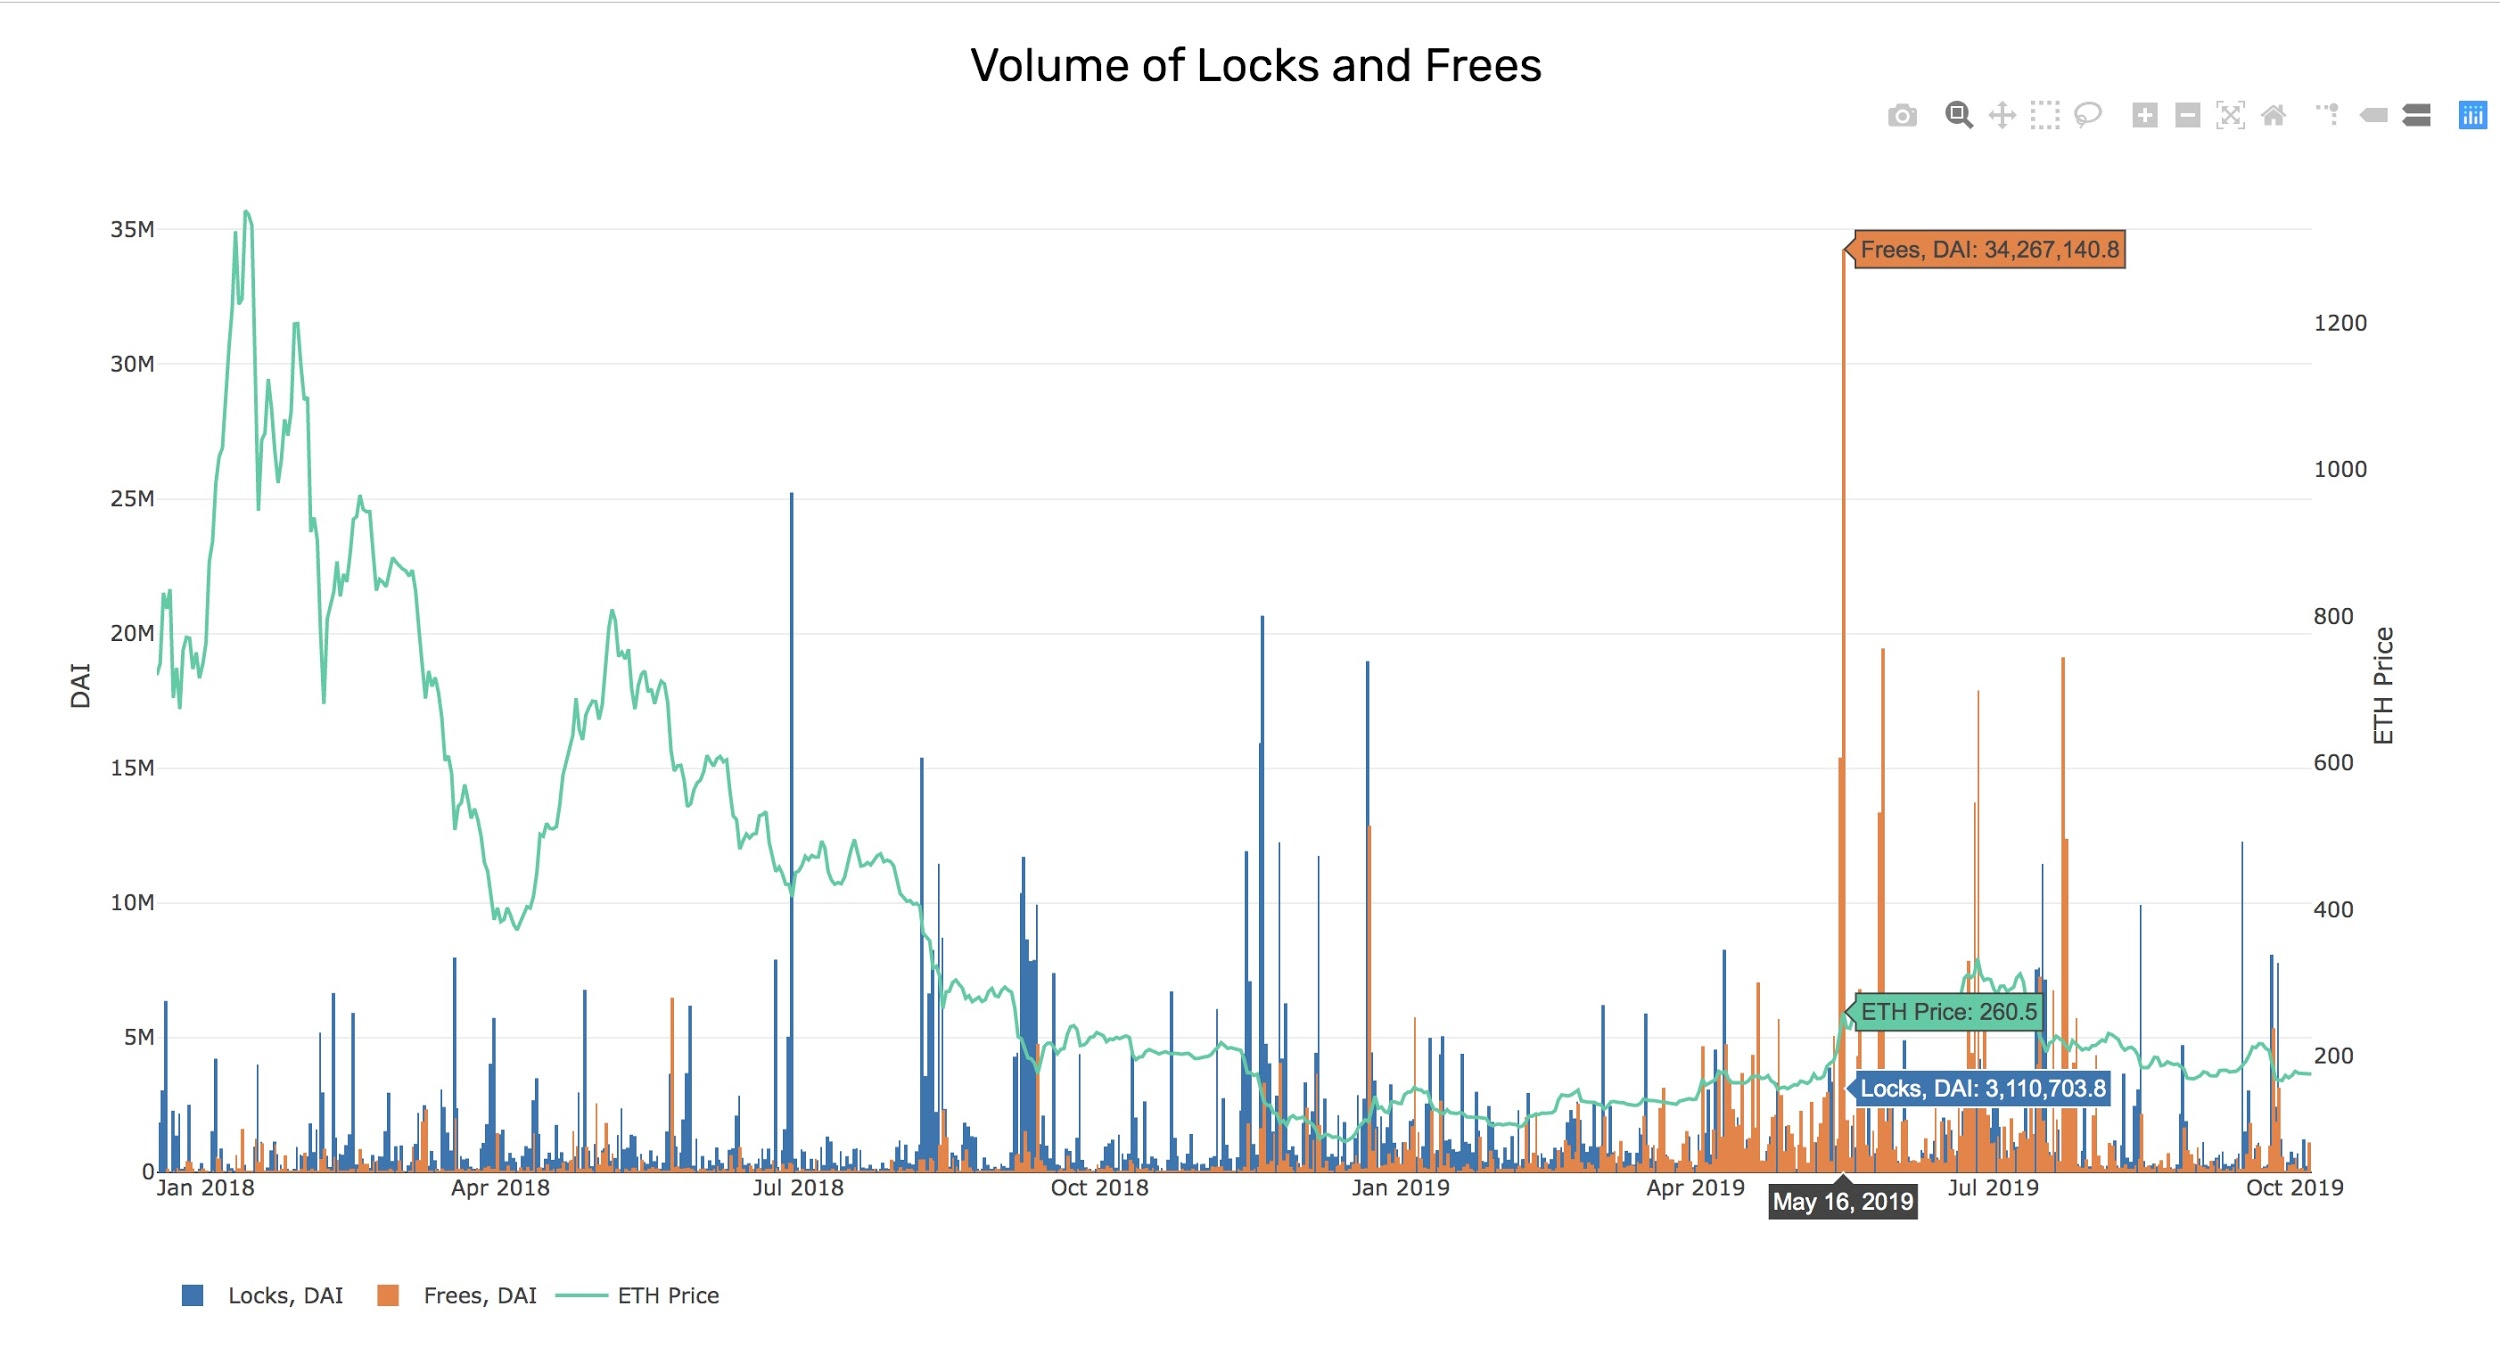 Volume of Locks and Frees
35M
30M
25M
20M
15M
10M
5M
0
DAI
1200
1000
800
600
400
200
ETH Price
Frees, DAI: 34,267,140.8
ETH Price: 260.5
Locks, DAI: 3,110,703.8
Jan 2018
Apr 2018
Jul 2018
Oct 2018
Jan 2019
Apr 2019
May 16, 2019
Jul 2019
Oct 2019
Locks, DAI
Frees, DAI
ETH Price